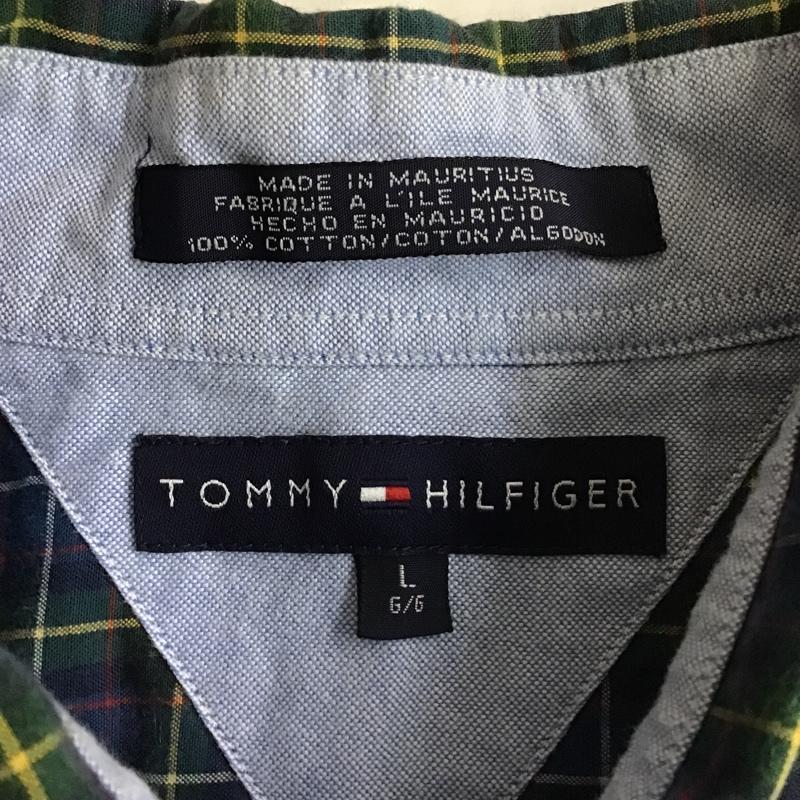 MADE IN MAURITIUS
FABRIQUE A L'ILE MAURICE
HECHO EN MAURICIO
100% COTTON/COTON/ALGODON
TOMMY HILFIGER
L
G/G